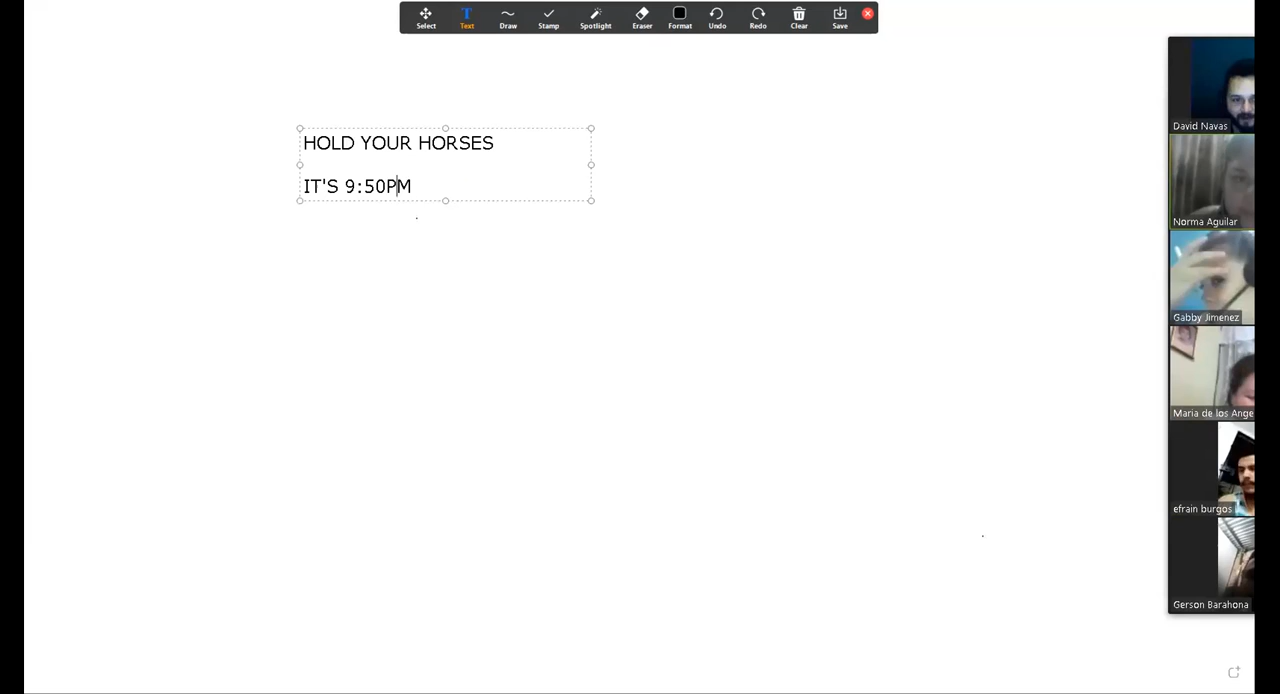 Select
Text
Draw
Stamp
Spotlight
Eraser
Format
Undo
Redo
Clear
Save
HOLD YOUR HORSES
IT'S 9:50PM
David Navas
Norma Aguilar
Gabby Jimenez
Maria de los Ange
efrain burgos
Gerson Barahona